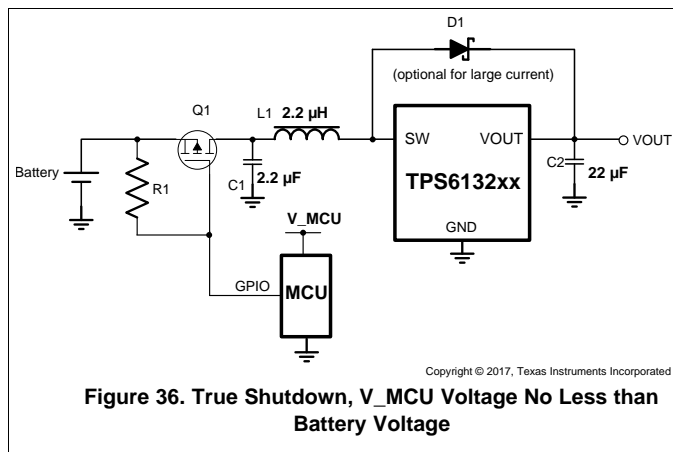 D1
(optional for large current)
Q1
L1 2.2 µH
SW VOUT
VOUT
TPS6132xx
GND
Battery
R1
C1
2.2 µF
C2
22 µF
V_MCU
GPIO
MCU
Copyright © 2017, Texas Instruments Incorporated
Figure 36. True Shutdown, V_MCU Voltage No Less than
Battery Voltage